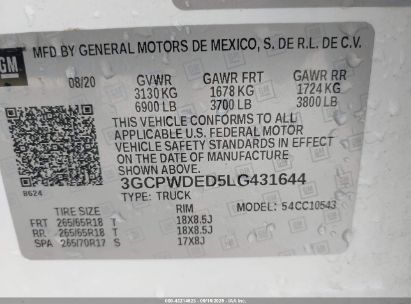 GM
MFD BY GENERAL MOTORS DE MEXICO, S. DE R.L. DE C.V.
08/20 GVWR GAWR FRT GAWR RR
3130 KG 1678 KG 1724 KG
6900 LB 3700 LB 3800 LB
THIS VEHICLE CONFORMS TO ALL
APPLICABLE U.S. FEDERAL MOTOR
VEHICLE SAFETY STANDARDS IN EFFECT
ON THE DATE OF MANUFACTURE
SHOWN ABOVE.
3GCPWDED5LG431644
8624
TYPE: TRUCK 54CC10543
TIRE SIZE RIM
FRT 265/65R18 T 18X8.5J
RR 265/65R18 T 18X8.5J
SPA 265/70R17 S 17X8J